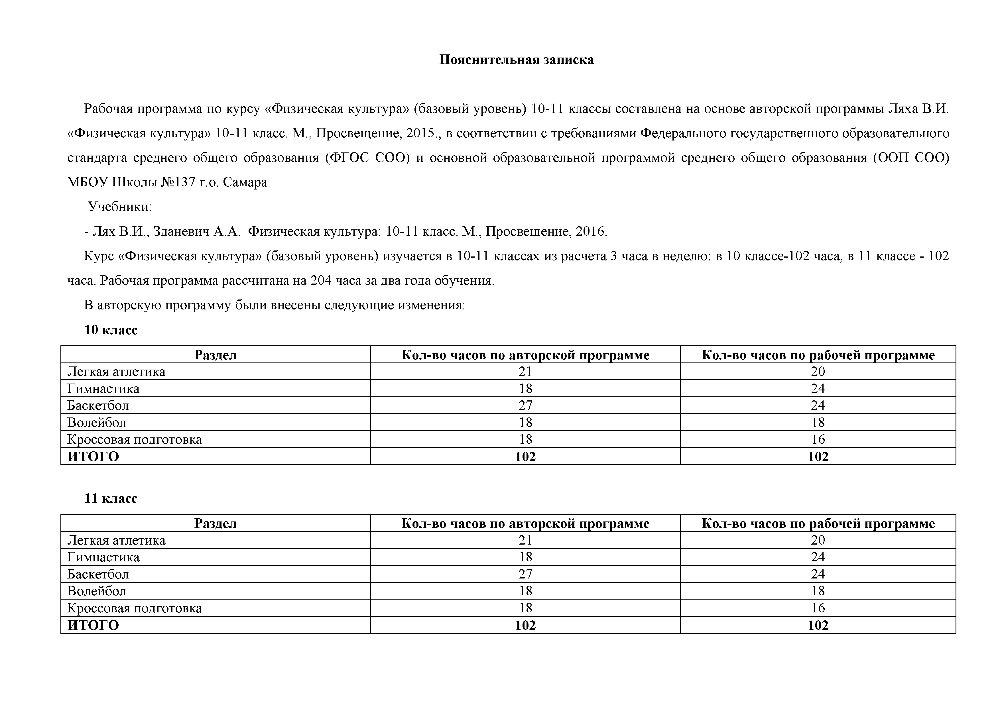 Пояснительная записка
Рабочая программа по курсу «Физическая культура» (базовый уровень) 10-11 классы составлена на основе авторской программы Ляха В.И.
«Физическая культура» 10-11 класс. М., Просвещение, 2015., в соответствии с требованиями Федерального государственного образовательного
стандарта среднего общего образования (ФГОС СОО) и основной образовательной программой среднего общего образования (ООП СОО)
МБОУ Школы №137 г.о. Самара.
Учебники:
- Лях В.И., Зданевич А.А.  Физическая культура: 10-11 класс. М., Просвещение, 2016.
Курс «Физическая культура» (базовый уровень) изучается в 10-11 классах из расчета 3 часа в неделю: в 10 классе-102 часа, в 11 классе - 102
часа. Рабочая программа рассчитана на 204 часа за два года обучения.
В авторскую программу были внесены следующие изменения:
10 класс
Раздел Кол-во часов по авторской программе Кол-во часов по рабочей программе
Легкая атлетика 21 20
Гимнастика 18 24
Баскетбол 27 24
Волейбол 18 18
Кроссовая подготовка 18 16
ИТОГО 102 102
11 класс
Раздел Кол-во часов по авторской программе Кол-во часов по рабочей программе
Легкая атлетика 21 20
Гимнастика 18 24
Баскетбол 27 24
Волейбол 18 18
Кроссовая подготовка 18 16
ИТОГО 102 102